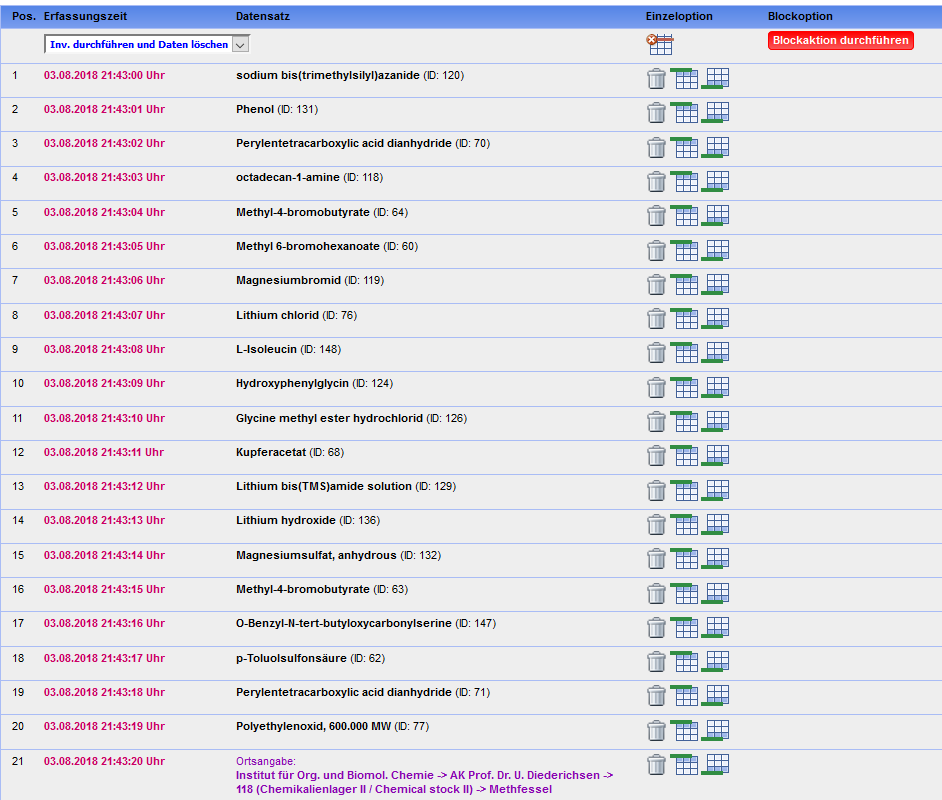 Pos. Erfassungszeit Datensatz Einzeloption Blockoption
Inv. durchführen und Daten löschen Blockaktion durchführen
1 03.08.2018 21:43:00 Uhr sodium bis(trimethylsilyl)azanide (ID: 120)
2 03.08.2018 21:43:01 Uhr Phenol (ID: 131)
3 03.08.2018 21:43:02 Uhr Perylentetracarboxylic acid dianhydride (ID: 70)
4 03.08.2018 21:43:03 Uhr octadecan-1-amine (ID: 118)
5 03.08.2018 21:43:04 Uhr Methyl-4-bromobutyrate (ID: 64)
6 03.08.2018 21:43:05 Uhr Methyl 6-bromohexanoate (ID: 60)
7 03.08.2018 21:43:06 Uhr Magnesiumbromid (ID: 119)
8 03.08.2018 21:43:07 Uhr Lithium chlorid (ID: 76)
9 03.08.2018 21:43:08 Uhr L-Isoleucin (ID: 148)
10 03.08.2018 21:43:09 Uhr Hydroxyphenylglycin (ID: 124)
11 03.08.2018 21:43:10 Uhr Glycine methyl ester hydrochlorid (ID: 126)
12 03.08.2018 21:43:11 Uhr Kupferacetat (ID: 68)
13 03.08.2018 21:43:12 Uhr Lithium bis(TMS)amide solution (ID: 129)
14 03.08.2018 21:43:13 Uhr Lithium hydroxide (ID: 136)
15 03.08.2018 21:43:14 Uhr Magnesiumsulfat, anhydrous (ID: 132)
16 03.08.2018 21:43:15 Uhr Methyl-4-bromobutyrate (ID: 63)
17 03.08.2018 21:43:16 Uhr O-Benzyl-N-tert-butyloxycarbonylserine (ID: 147)
18 03.08.2018 21:43:17 Uhr p-Toluolsulfonsäure (ID: 62)
19 03.08.2018 21:43:18 Uhr Perylentetracarboxylic acid dianhydride (ID: 71)
20 03.08.2018 21:43:19 Uhr Polyethylenoxid, 600.000 MW (ID: 77)
21 03.08.2018 21:43:20 Uhr Ortsangabe:
Institut für Org. und Biomol. Chemie -> AK Prof. Dr. U. Diederichsen ->
118 (Chemikalienlager II / Chemical stock II) -> Methfessel